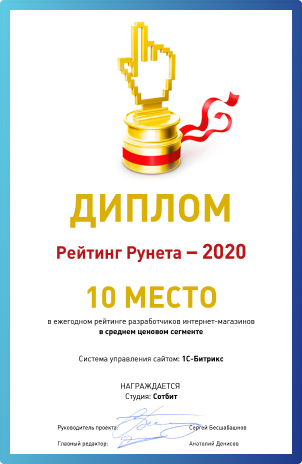 ДИПЛОМ
Рейтинг Рунета – 2020
10 МЕСТО
в ежегодном рейтинге разработчиков интернет-магазинов
в среднем ценовом сегменте
Система управления сайтом: 1С-Битрикс
НАГРАЖДАЕТСЯ
Студия: Сотбит
Руководитель проекта: Сергей Бесшабашнов
Главный редактор: Анатолий Денисов